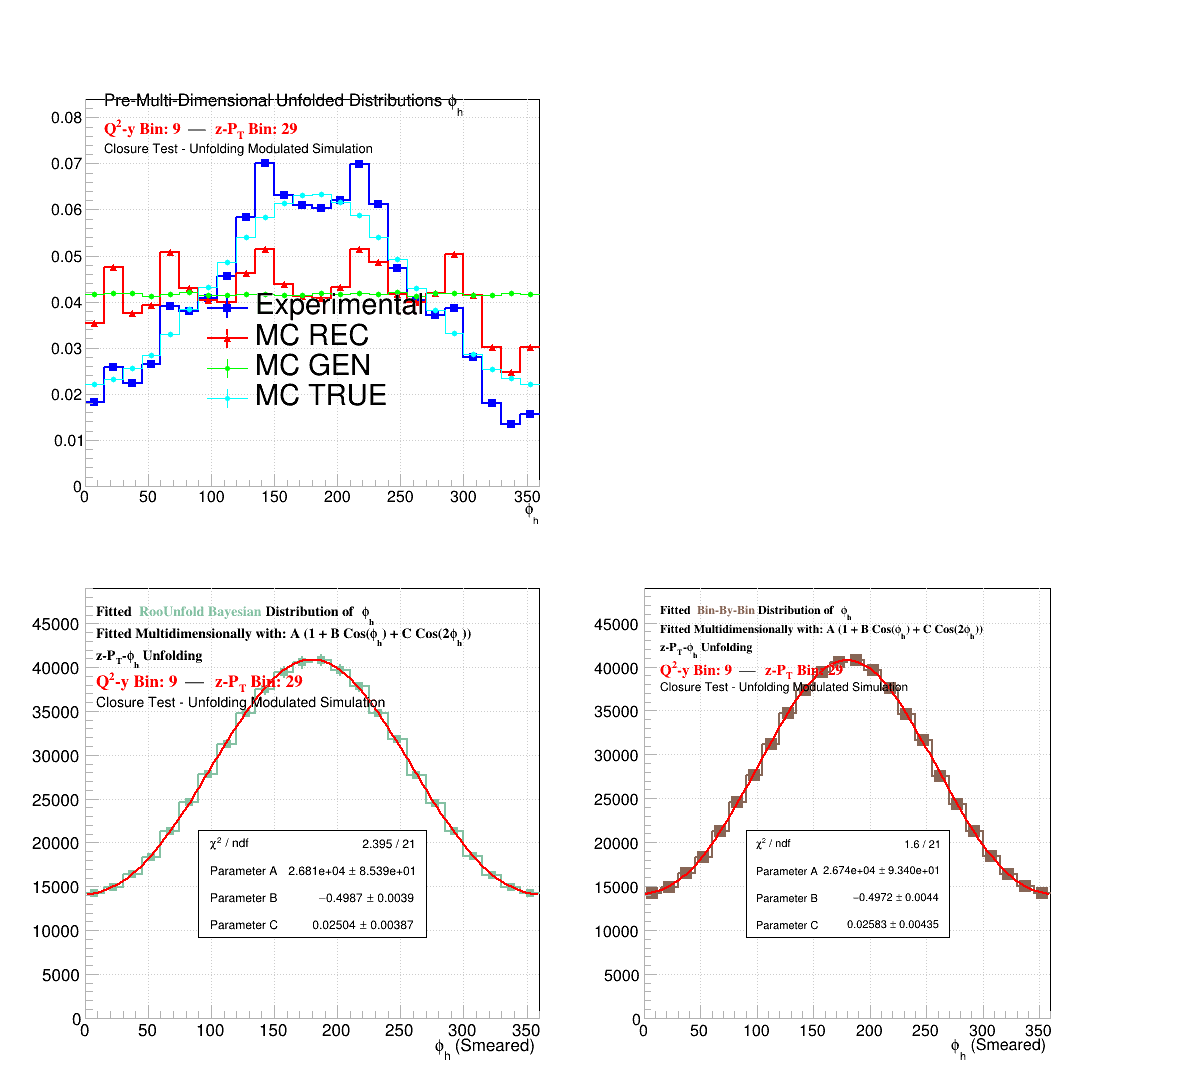 Pre-Multi-Dimensional Unfolded Distributions ϕh
Q²-y Bin: 9 — z-PT Bin: 29
Closure Test - Unfolding Modulated Simulation
0.08
0.07
0.06
0.05
0.04
0.03
0.02
0.01
0
Experimental
MC REC
MC GEN
MC TRUE
0 50 100 150 200 250 300 350
ϕh
Fitted RooUnfold Bayesian Distribution of ϕh
Fitted Multidimensionally with: A (1 + B Cos(ϕh) + C Cos(2ϕh))
z-PT-ϕh Unfolding
Q²-y Bin: 9 — z-PT Bin: 29
Closure Test - Unfolding Modulated Simulation
45000
40000
35000
30000
25000
20000
15000
10000
5000
0
χ² / ndf 2.395 / 21
Parameter A 2.681e+04 ± 8.539e+01
Parameter B −0.4987 ± 0.0039
Parameter C 0.02504 ± 0.00387
0 50 100 150 200 250 300 350
ϕh (Smeared)
Fitted Bin-By-Bin Distribution of ϕh
Fitted Multidimensionally with: A (1 + B Cos(ϕh) + C Cos(2ϕh))
z-PT-ϕh Unfolding
Q²-y Bin: 9 — z-PT Bin: 29
Closure Test - Unfolding Modulated Simulation
45000
40000
35000
30000
25000
20000
15000
10000
5000
0
χ² / ndf 1.6 / 21
Parameter A 2.674e+04 ± 9.340e+01
Parameter B −0.4972 ± 0.0044
Parameter C 0.02583 ± 0.00435
0 50 100 150 200 250 300 350
ϕh (Smeared)